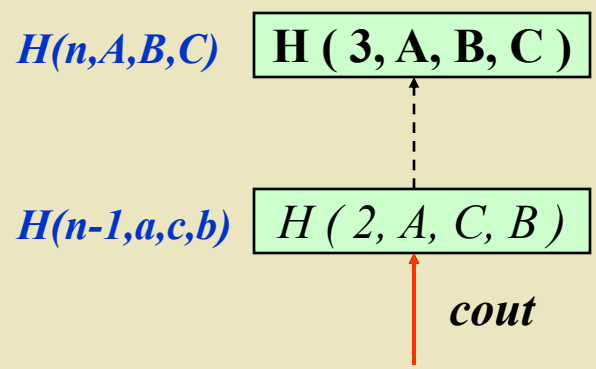 H(n,A,B,C) H ( 3, A, B, C )
H(n-1,a,c,b) H ( 2, A, C, B )
cout